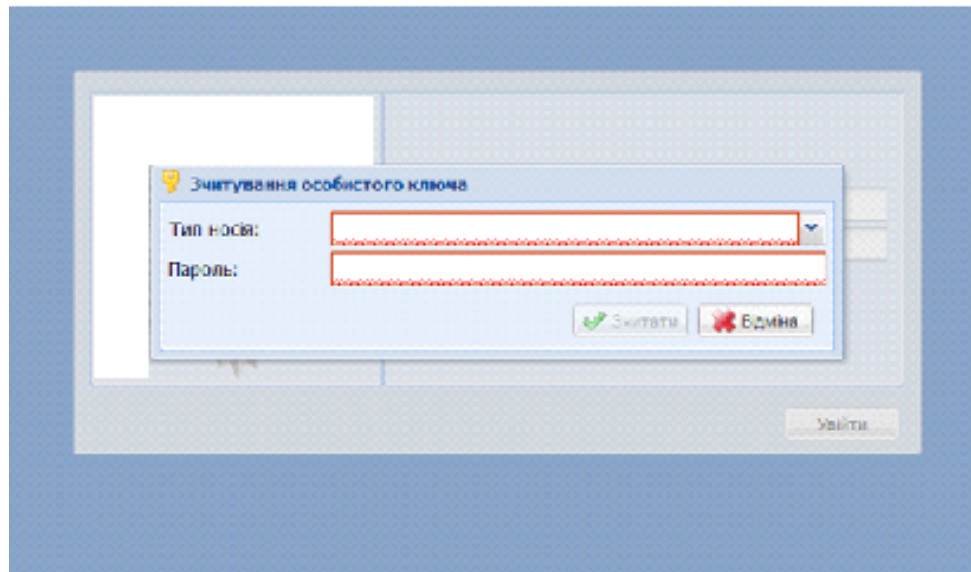 Зчитування особистого ключа
Тип носія:
Пароль:
Зчитати
Відміна
Увійти